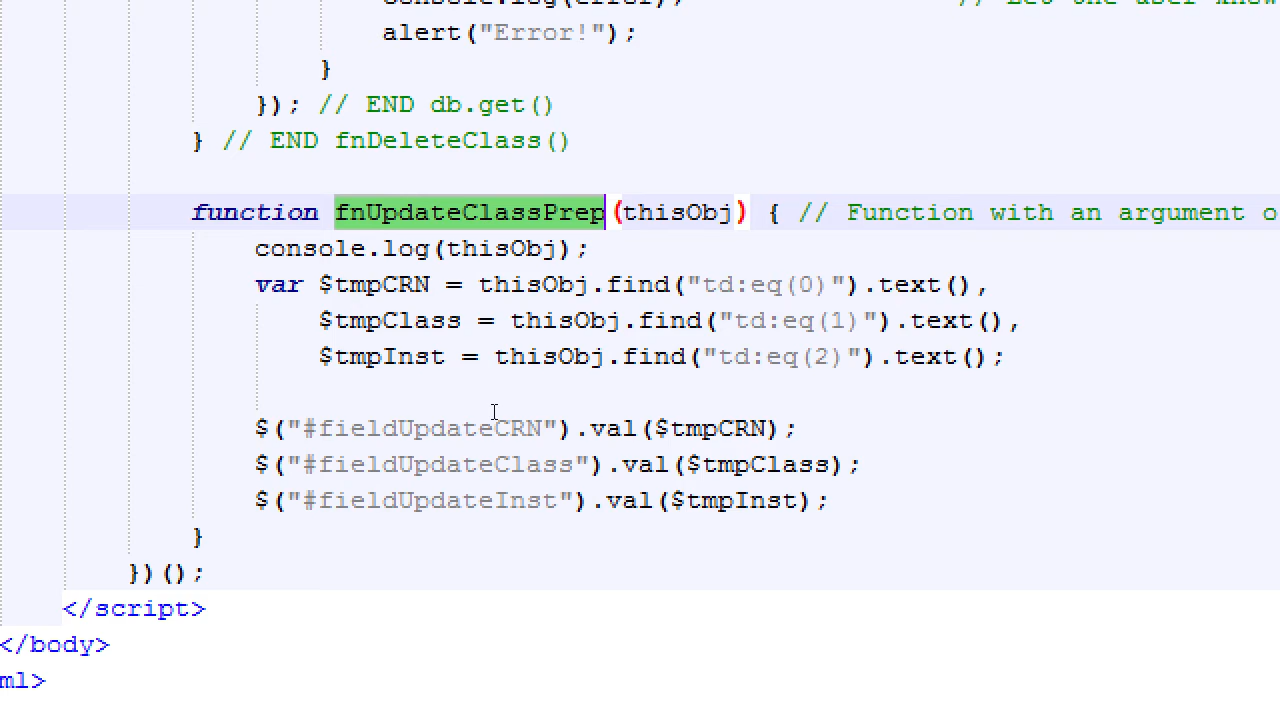 alert("Error!");
}
}); // END db.get()
} // END fnDeleteClass()
function fnUpdateClassPrep(thisObj) { // Function with an argument o
console.log(thisObj);
var $tmpCRN = thisObj.find("td:eq(0)").text(),
$tmpClass = thisObj.find("td:eq(1)").text(),
$tmpInst = thisObj.find("td:eq(2)").text();
$("#fieldUpdateCRN").val($tmpCRN);
$("#fieldUpdateClass").val($tmpClass);
$("#fieldUpdateInst").val($tmpInst);
}
})();
</script>
</body>
ml>